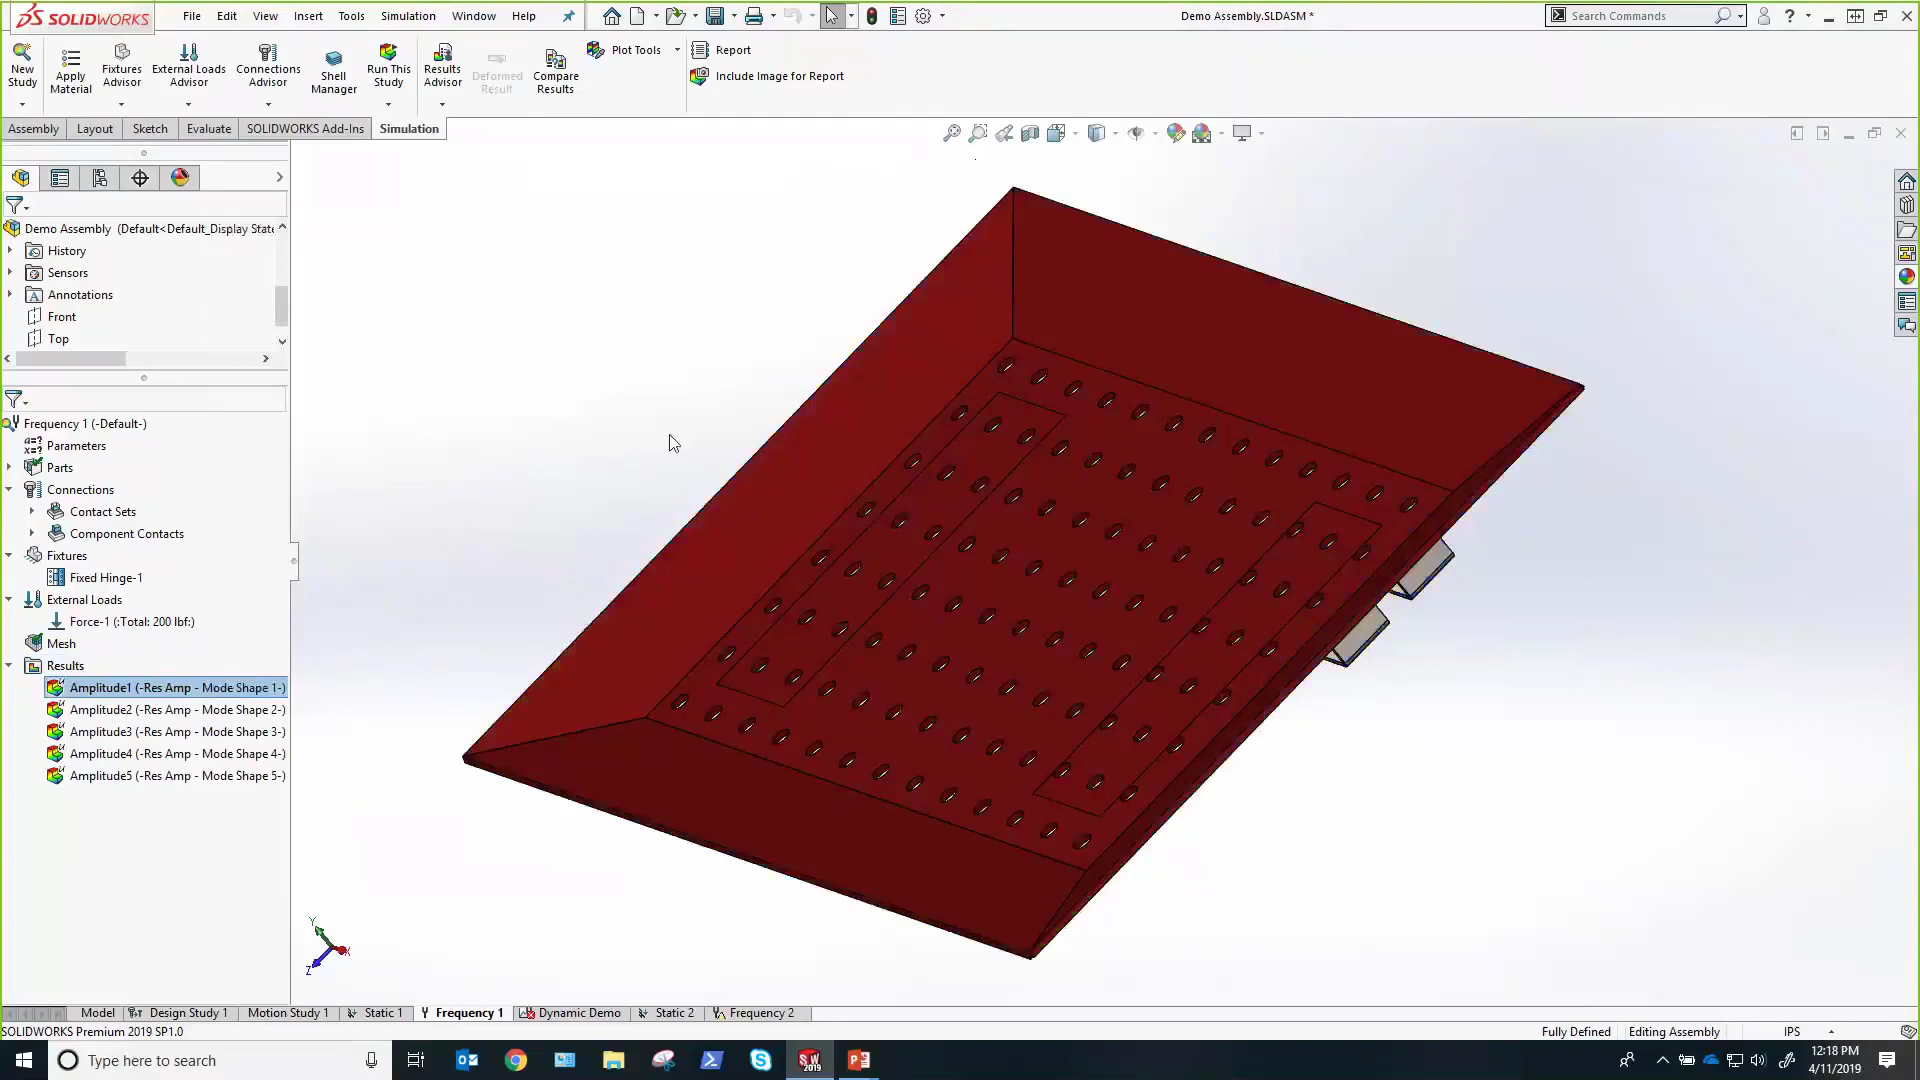 SOLIDWORKS
File Edit View Insert Tools Simulation Window Help
Demo Assembly.SLDASM *
Search Commands
New Study
Apply Material
Fixtures Advisor
External Loads Advisor
Connections Advisor
Shell Manager
Run This Study
Results Advisor
Deformed Result
Compare Results
Plot Tools
Report
Include Image for Report
Assembly Layout Sketch Evaluate SOLIDWORKS Add-Ins Simulation
Demo Assembly (Default<Default_Display State
History
Sensors
Annotations
Front
Top
Frequency 1 (-Default-)
Parameters
Parts
Connections
Contact Sets
Component Contacts
Fixtures
Fixed Hinge-1
External Loads
Force-1 (:Total: 200 lbf:)
Mesh
Results
Amplitude1 (-Res Amp - Mode Shape 1-)
Amplitude2 (-Res Amp - Mode Shape 2-)
Amplitude3 (-Res Amp - Mode Shape 3-)
Amplitude4 (-Res Amp - Mode Shape 4-)
Amplitude5 (-Res Amp - Mode Shape 5-)
Y
X
Z
Model Design Study 1 Motion Study 1 Static 1 Frequency 1 Dynamic Demo Static 2 Frequency 2
SOLIDWORKS Premium 2019 SP1.0
Fully Defined Editing Assembly IPS
Type here to search
SW 2019
12:18 PM
4/11/2019